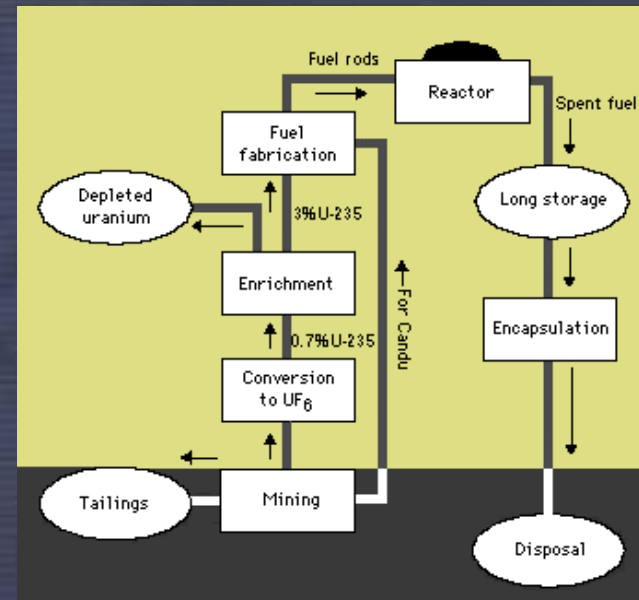 Fuel rods
Reactor
Spent fuel
Fuel
fabrication
Depleted
uranium
3%U-235
Long storage
Enrichment
For Candu
0.7%U-235
Encapsulation
Conversion
to UF6
Tailings
Mining
Disposal